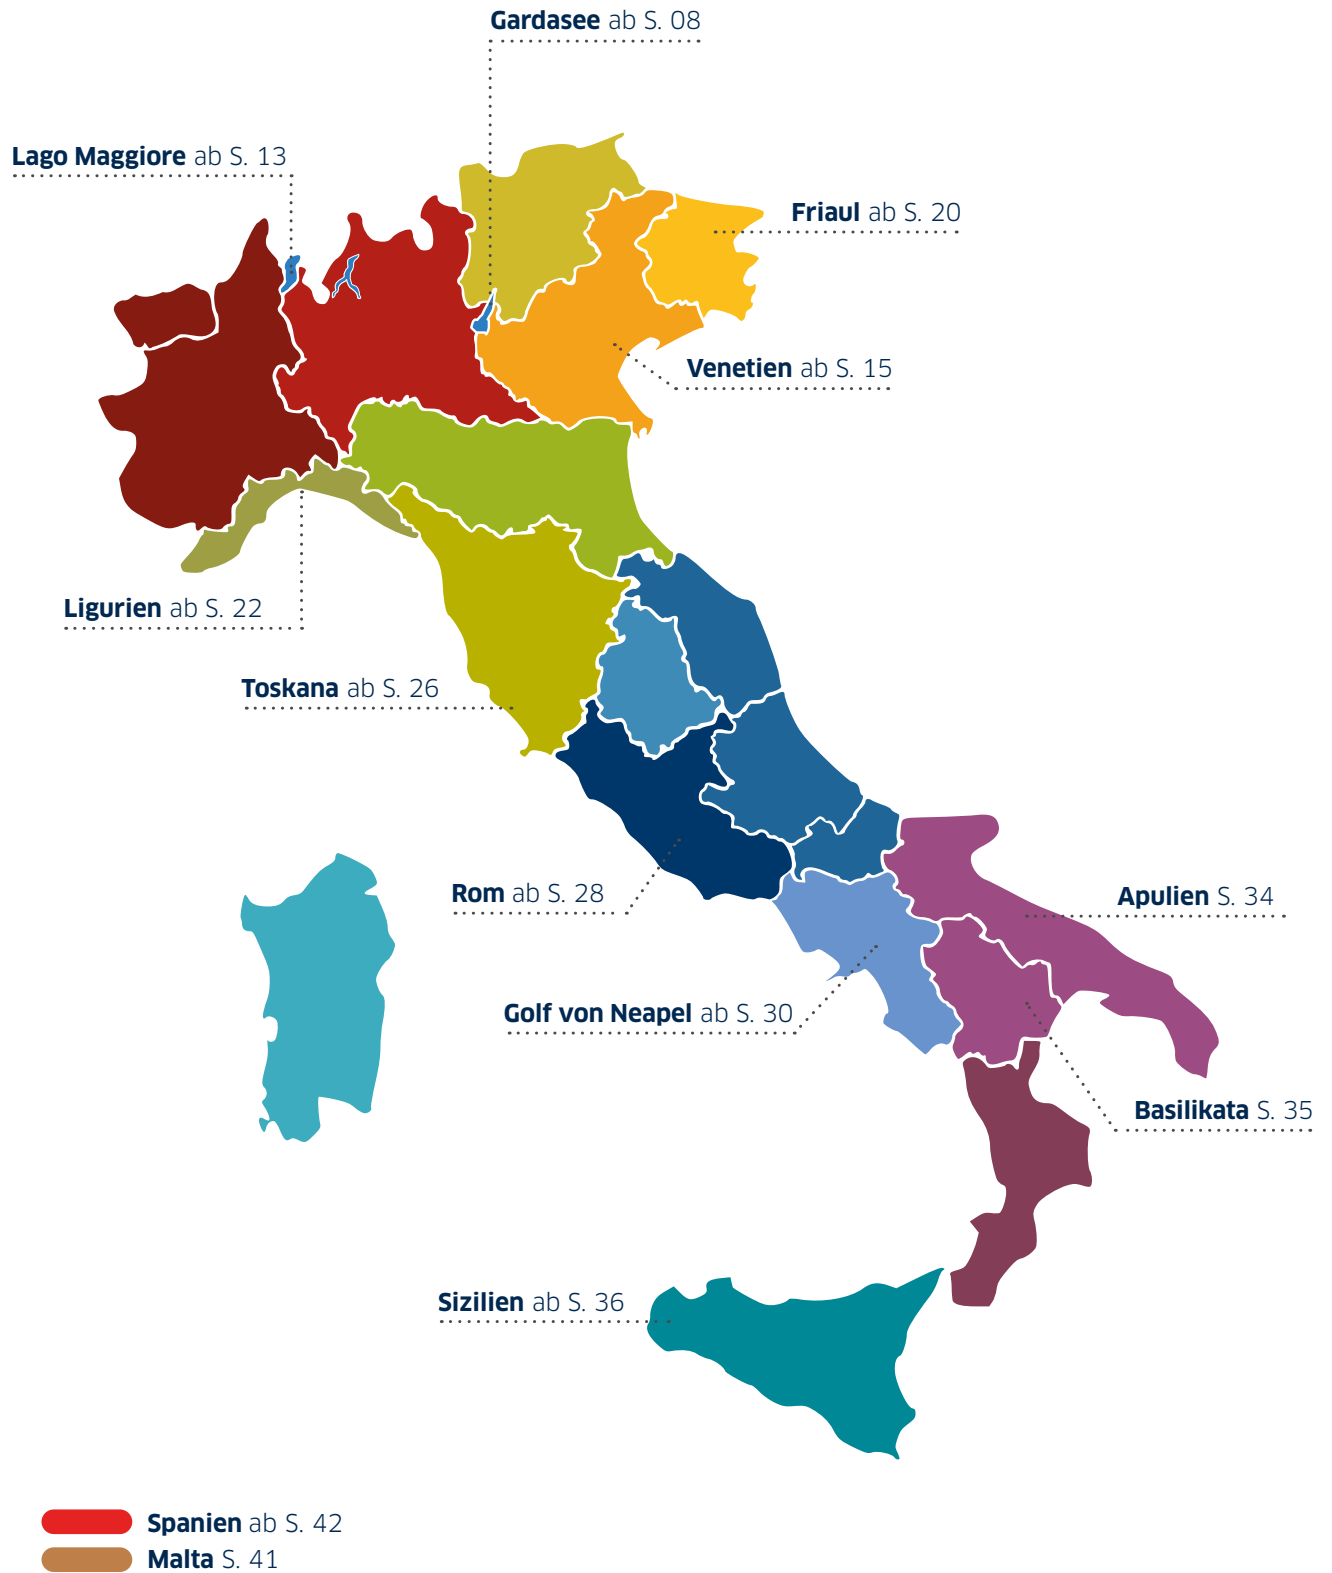 Gardasee ab S. 08
Lago Maggiore ab S. 13
Friaul ab S. 20
Venetien ab S. 15
Ligurien ab S. 22
Toskana ab S. 26
Rom ab S. 28
Apulien S. 34
Golf von Neapel ab S. 30
Basilikata S. 35
Sizilien ab S. 36
Spanien ab S. 42
Malta S. 41